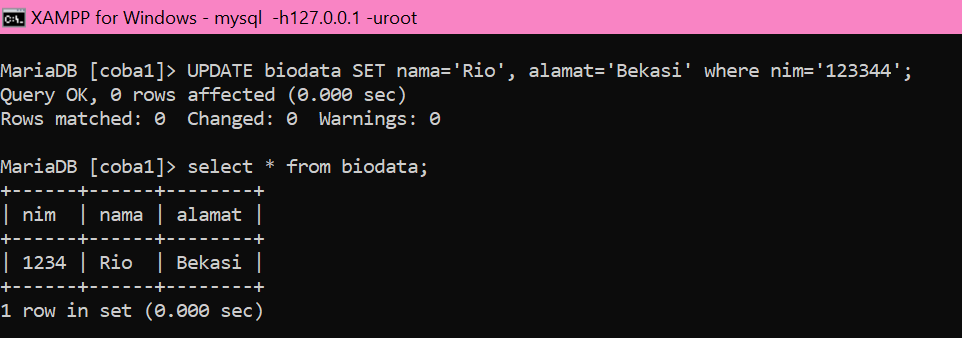 XAMPP for Windows - mysql  -h127.0.0.1 -uroot
MariaDB [coba1]> UPDATE biodata SET nama='Rio', alamat='Bekasi' where nim='123344';
Query OK, 0 rows affected (0.000 sec)
Rows matched: 0  Changed: 0  Warnings: 0
MariaDB [coba1]> select * from biodata;
+------+------+--------+
| nim  | nama | alamat |
+------+------+--------+
| 1234 | Rio  | Bekasi |
+------+------+--------+
1 row in set (0.000 sec)